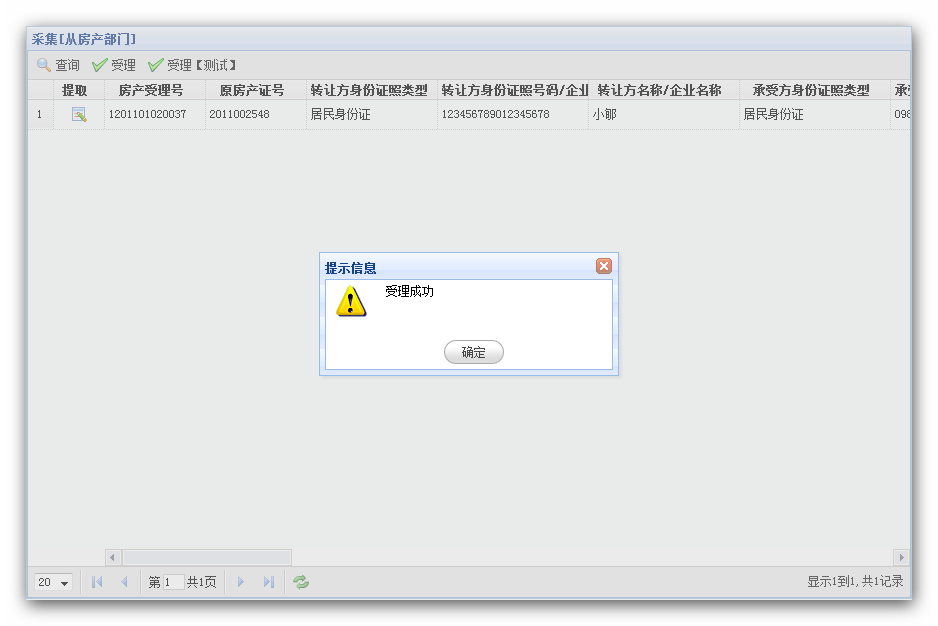 采集[从房产部门]
查询 受理 受理【测试】
提取 房产受理号 原房产证号 转让方身份证照类型 转让方身份证照号码/企业 转让方名称/企业名称 承受方身份证照类型
1 1201101020037 2011002548 居民身份证 123456789012345678 小郇 居民身份证 098
提示信息
受理成功
确定
20 第 1 共1页 显示1到1,共1记录